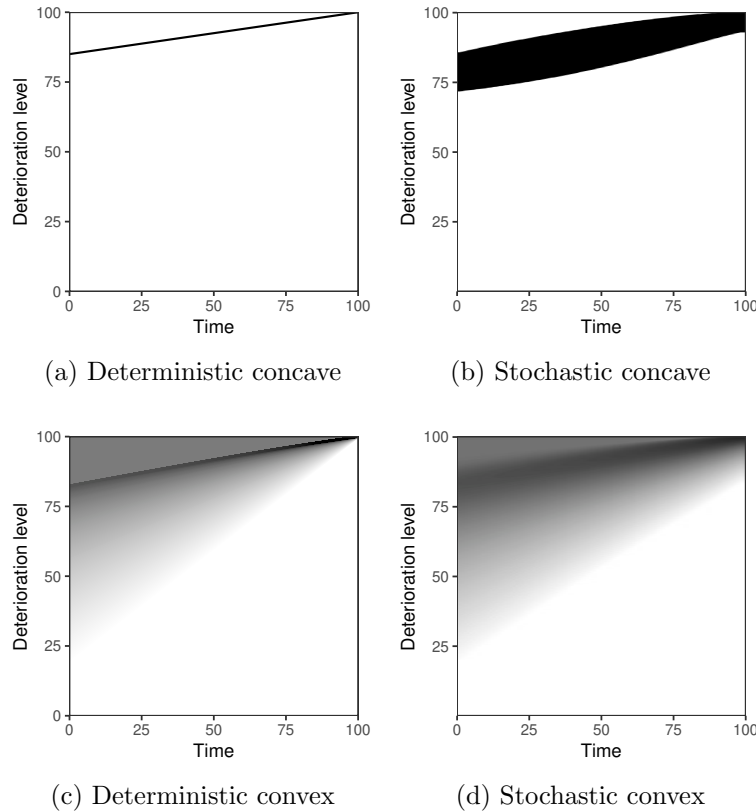 100
75
50
25
0
Deterioration level
0 25 50 75 100
Time
(a) Deterministic concave
100
75
50
25
Deterioration level
0 25 50 75 100
Time
(b) Stochastic concave
100
75
50
25
0
Deterioration level
0 25 50 75 100
Time
(c) Deterministic convex
100
75
50
25
Deterioration level
0 25 50 75 100
Time
(d) Stochastic convex